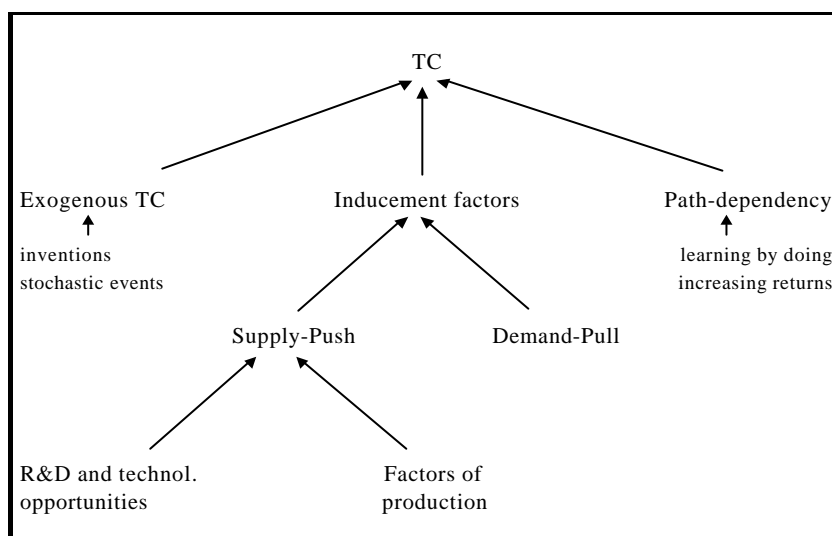 TC
Exogenous TC
Inducement factors
Path-dependency
inventions
stochastic events
learning by doing
increasing returns
Supply-Push
Demand-Pull
R&D and technol.
opportunities
Factors of
production